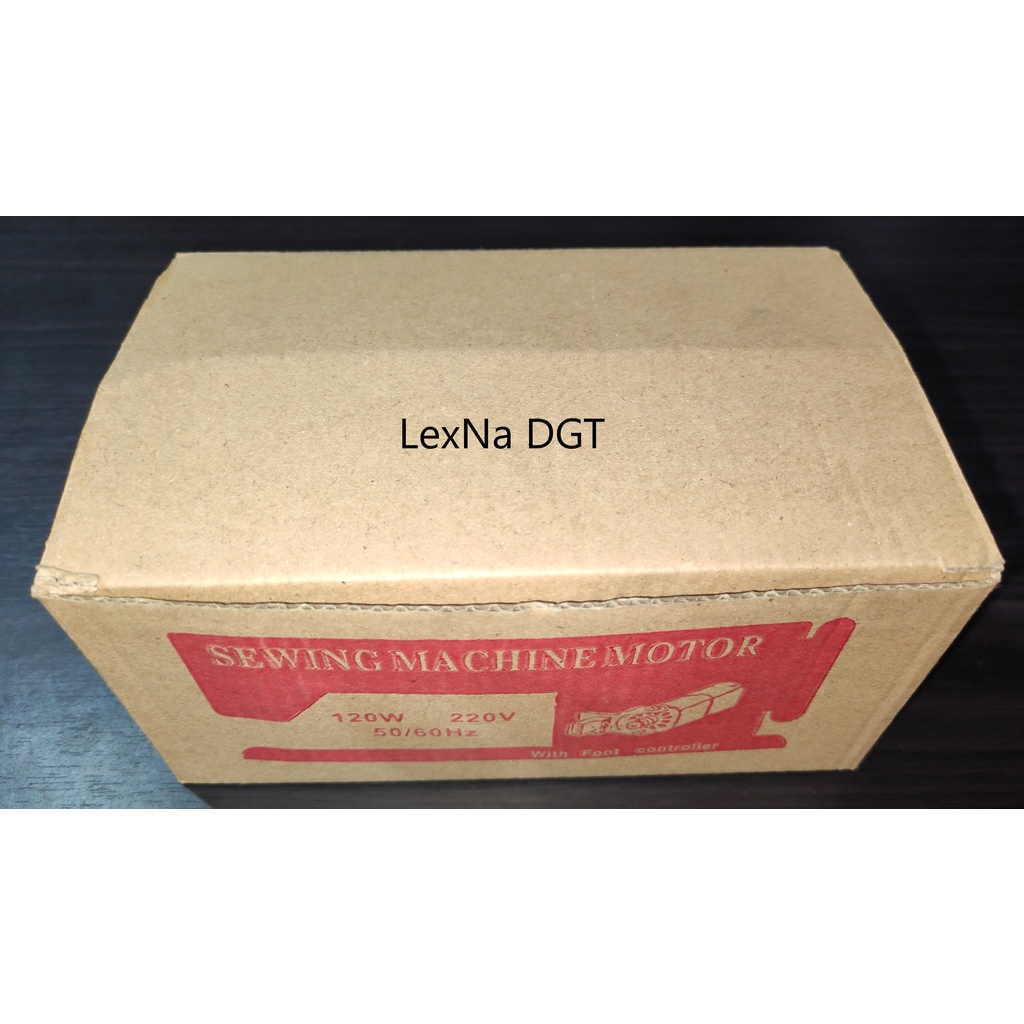 LexNa DGT
SEWING MACHINE MOTOR
120W 220V
50/60Hz
With Foot controller